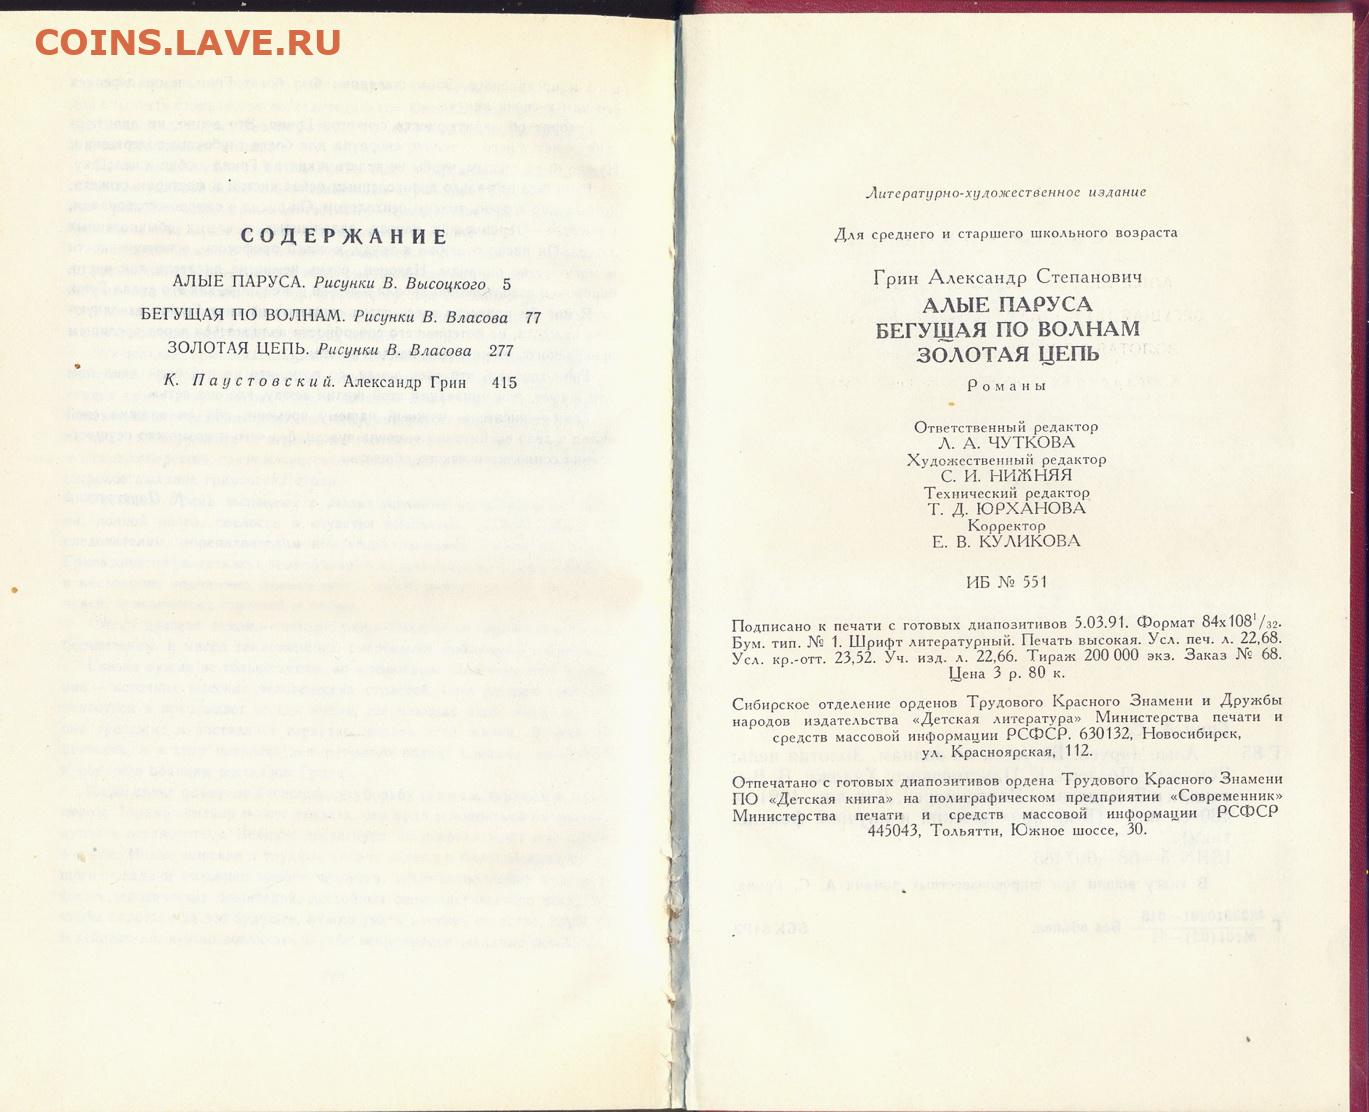 COINS.LAVE.RU
СОДЕРЖАНИЕ
АЛЫЕ ПАРУСА. Рисунки В. Высоцкого 5
БЕГУЩАЯ ПО ВОЛНАМ. Рисунки В. Власова 77
ЗОЛОТАЯ ЦЕПЬ. Рисунки В. Власова 277
К. Паустовский. Александр Грин 415
Литературно-художественное издание
Для среднего и старшего школьного возраста
Грин Александр Степанович
АЛЫЕ ПАРУСА
БЕГУЩАЯ ПО ВОЛНАМ
ЗОЛОТАЯ ЦЕПЬ
Романы
Ответственный редактор
Л. А. ЧУТКОВА
Художественный редактор
С. И. НИЖНЯЯ
Технический редактор
Т. Д. ЮРХАНОВА
Корректор
Е. В. КУЛИКОВА
ИБ № 551
Подписано к печати с готовых диапозитивов 5.03.91. Формат 84х108¹/₃₂.
Бум. тип. № 1. Шрифт литературный. Печать высокая. Усл. печ. л. 22,68.
Усл. кр.-отт. 23,52. Уч. изд. л. 22,66. Тираж 200 000 экз. Заказ № 68.
Цена 3 р. 80 к.
Сибирское отделение орденов Трудового Красного Знамени и Дружбы
народов издательства «Детская литература» Министерства печати и
средств массовой информации РСФСР. 630132, Новосибирск,
ул. Красноярская, 112.
Отпечатано с готовых диапозитивов ордена Трудового Красного Знамени
ПО «Детская книга» на полиграфическом предприятии «Современник»
Министерства печати и средств массовой информации РСФСР
445043, Тольятти, Южное шоссе, 30.